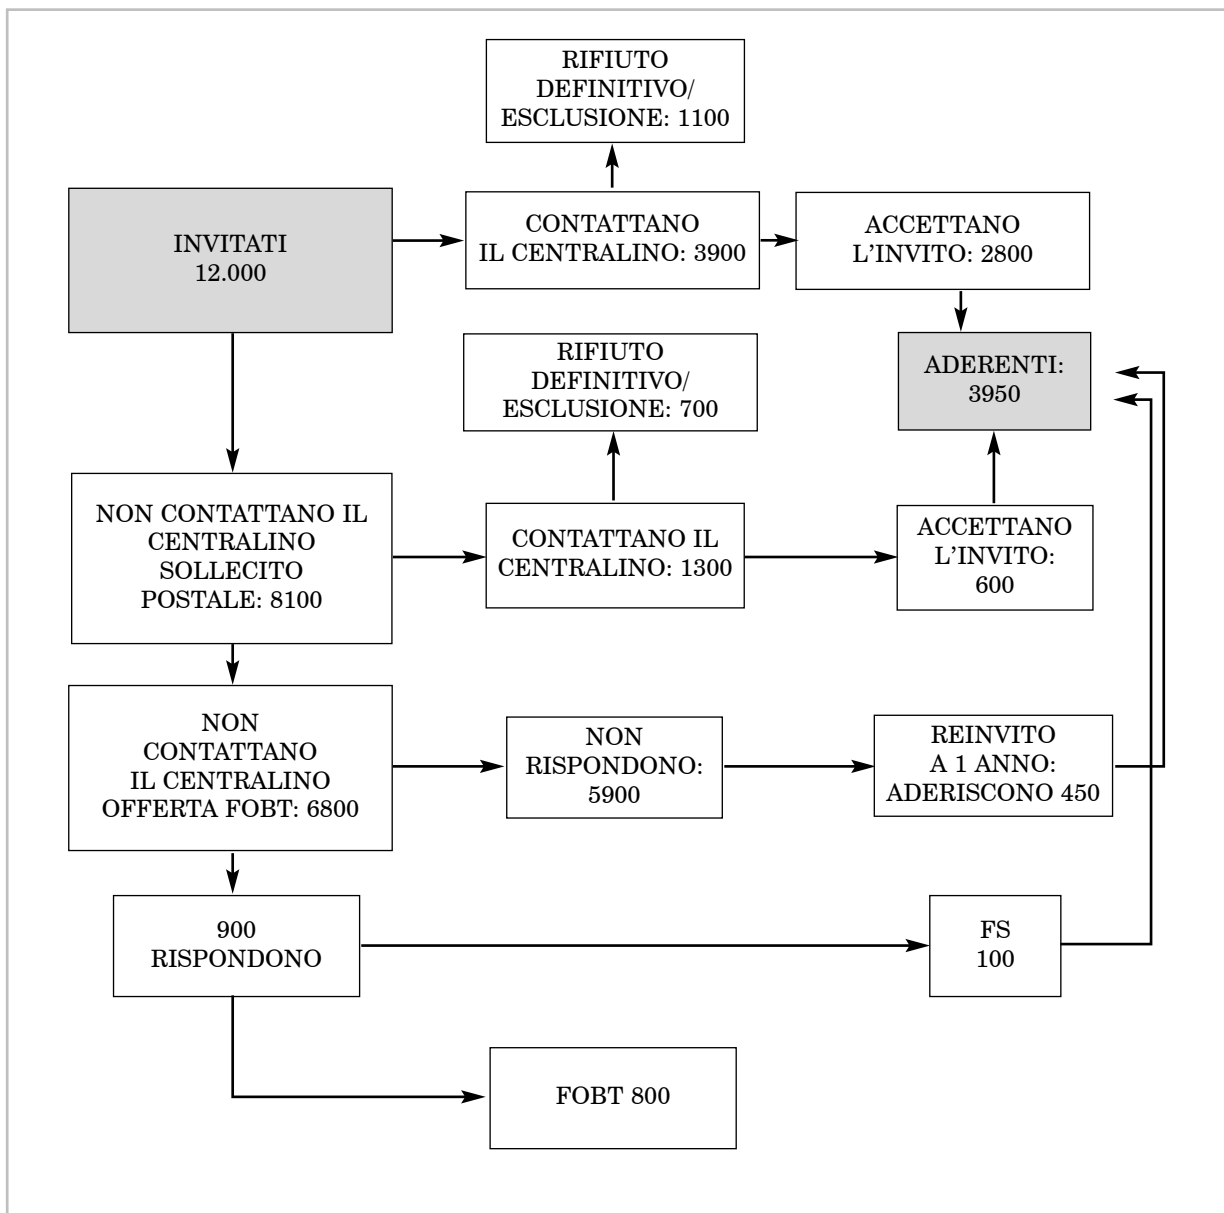 RIFIUTO
DEFINITIVO/
ESCLUSIONE: 1100
INVITATI
12.000
CONTATTANO
IL CENTRALINO: 3900
ACCETTANO
L'INVITO: 2800
RIFIUTO
DEFINITIVO/
ESCLUSIONE: 700
ADERENTI:
3950
NON CONTATTANO IL
CENTRALINO
SOLLECITO
POSTALE: 8100
CONTATTANO IL
CENTRALINO: 1300
ACCETTANO
L'INVITO:
600
NON
CONTATTANO
IL CENTRALINO
OFFERTA FOBT: 6800
NON
RISPONDONO:
5900
REINVITO
A 1 ANNO:
ADERISCONO 450
900
RISPONDONO
FS
100
FOBT 800